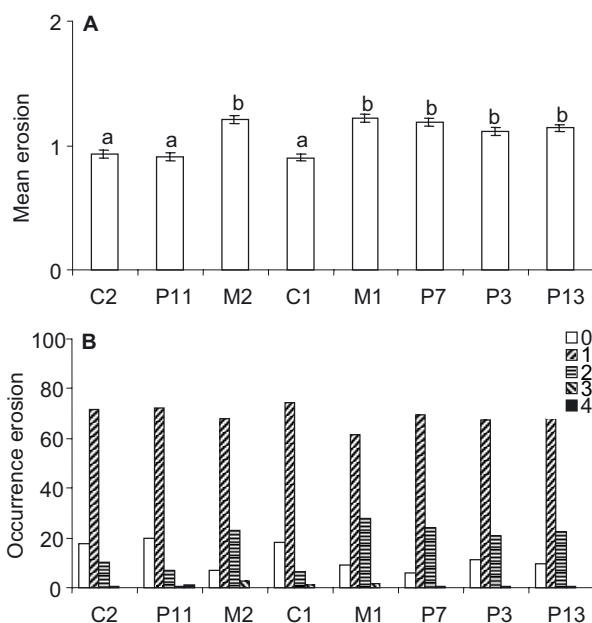 A
2
1
0
Mean erosion
a a b a b b b b
C2 P11 M2 C1 M1 P7 P3 P13
B
100
80
60
40
20
0
Occurrence erosion
0
1
2
3
4
C2 P11 M2 C1 M1 P7 P3 P13